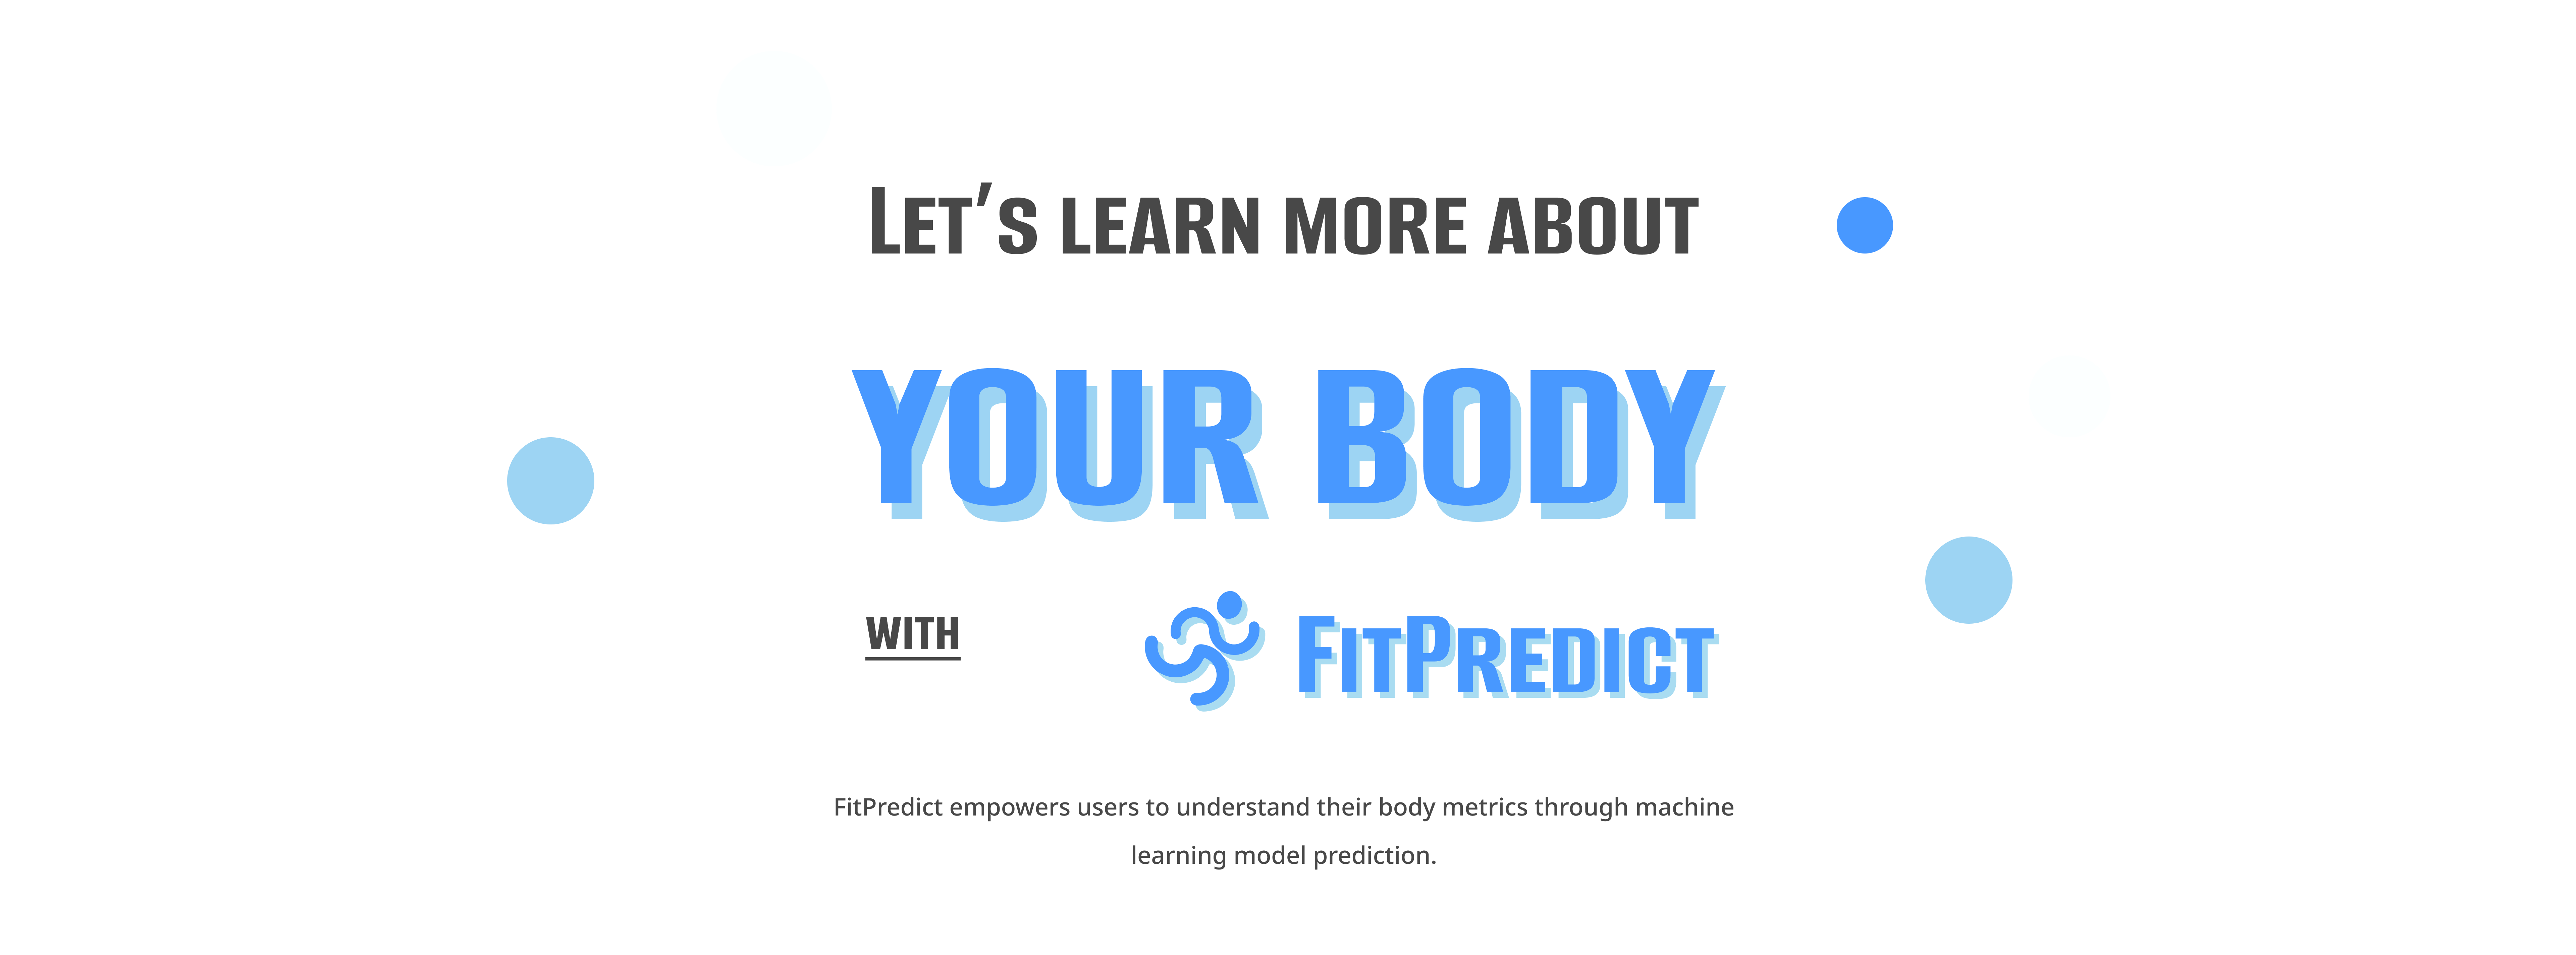 Let's learn more about
YOUR BODY
with
FitPredict
FitPredict empowers users to understand their body metrics through machine
learning model prediction.